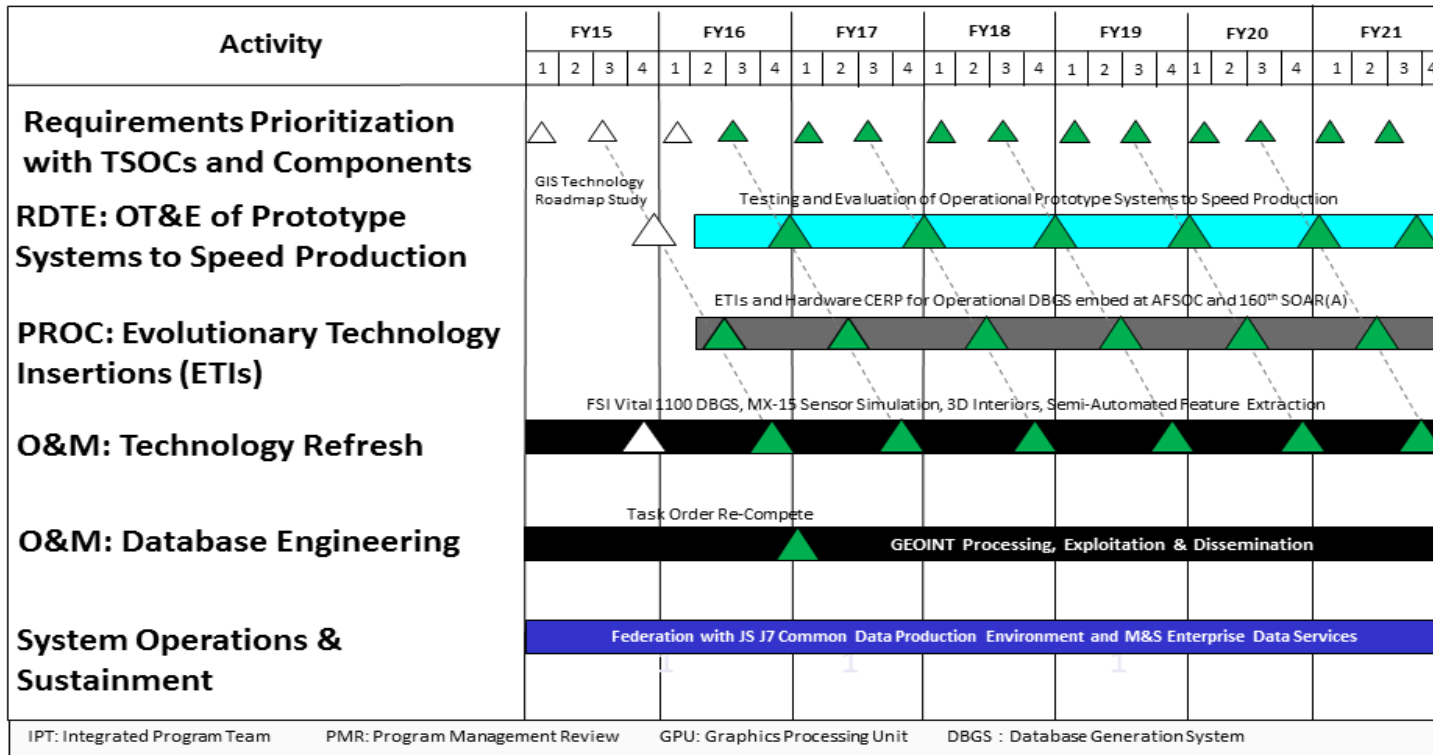 Activity
FY15 FY16 FY17 FY18 FY19 FY20 FY21
1 2 3 4 1 2 3 4 1 2 3 4 1 2 3 4 1 2 3 4 1 2 3 4 1 2 3 4
Requirements Prioritization
with TSOCs and Components
GIS Technology
Roadmap Study
Testing and Evaluation of Operational Prototype Systems to Speed Production
RDTE: OT&E of Prototype
Systems to Speed Production
ETIs and Hardware CERP for Operational DBGS embed at AFSOC and 160th SOAR(A)
PROC: Evolutionary Technology
Insertions (ETIs)
FSI Vital 1100 DBGS, MX-15 Sensor Simulation, 3D Interiors, Semi-Automated Feature Extraction
O&M: Technology Refresh
Task Order Re-Compete
O&M: Database Engineering
GEOINT Processing, Exploitation & Dissemination
System Operations &
Sustainment
Federation with JS J7 Common Data Production Environment and M&S Enterprise Data Services
1 1 1
IPT: Integrated Program Team PMR: Program Management Review GPU: Graphics Processing Unit DBGS : Database Generation System